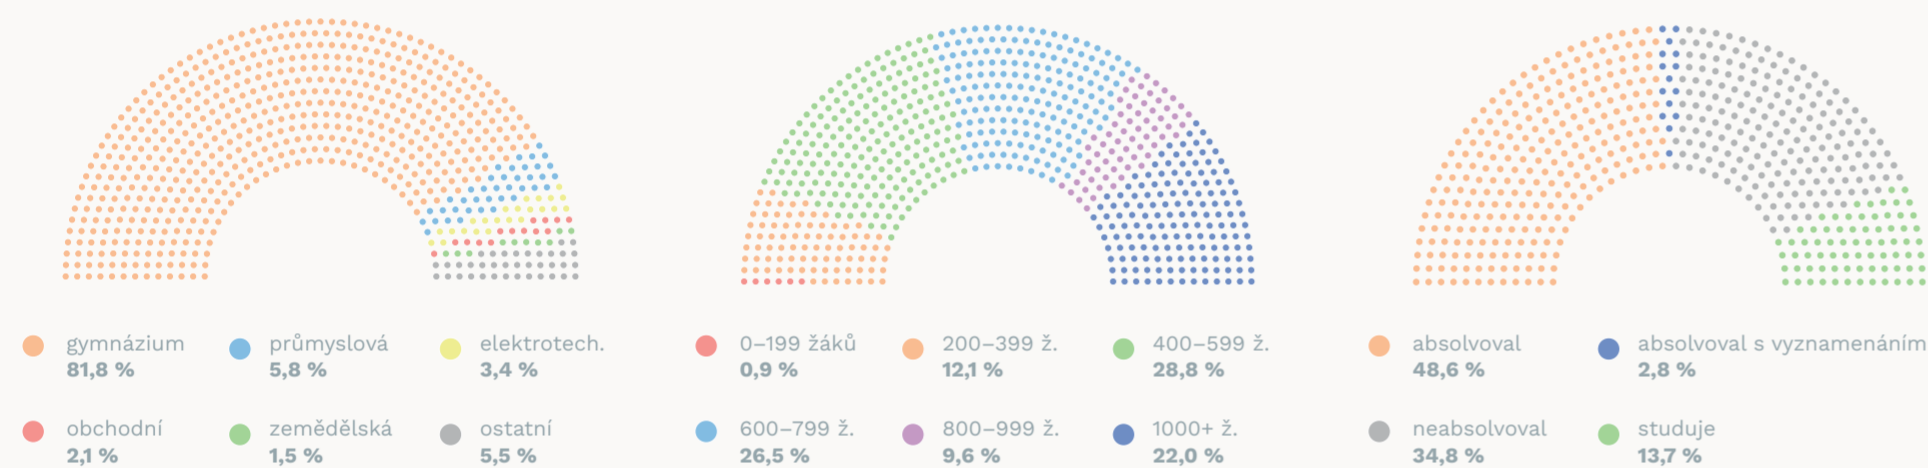 gymnázium
81,8 %
průmyslová
5,8 %
elektrotech.
3,4 %
obchodní
2,1 %
zemědělská
1,5 %
ostatní
5,5 %
0–199 žáků
0,9 %
200–399 ž.
12,1 %
400–599 ž.
28,8 %
600–799 ž.
26,5 %
800–999 ž.
9,6 %
1000+ ž.
22,0 %
absolvoval
48,6 %
absolvoval s vyznamenáním
2,8 %
neabsolvoval
34,8 %
studuje
13,7 %